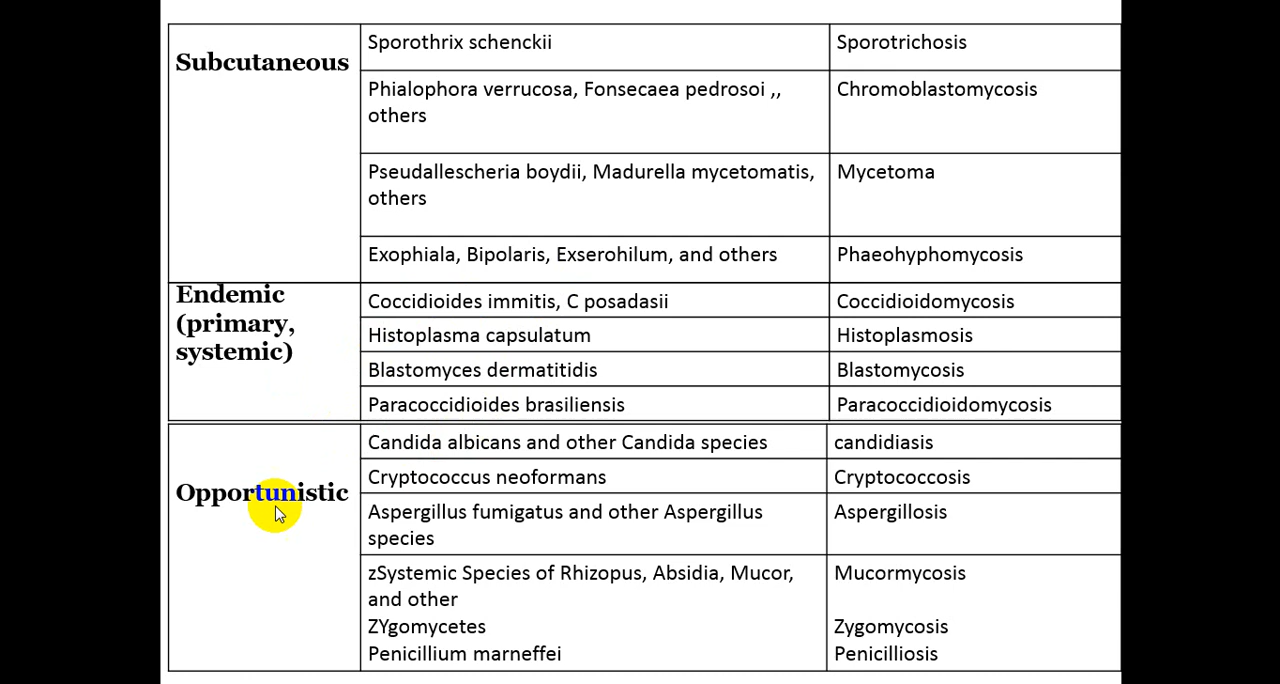 Subcutaneous
Sporothrix schenckii
Sporotrichosis
Phialophora verrucosa, Fonsecaea pedrosoi ,,
others
Chromoblastomycosis
Pseudallescheria boydii, Madurella mycetomatis,
others
Mycetoma
Exophiala, Bipolaris, Exserohilum, and others
Phaeohyphomycosis
Endemic
(primary,
systemic)
Coccidioides immitis, C posadasii
Coccidioidomycosis
Histoplasma capsulatum
Histoplasmosis
Blastomyces dermatitidis
Blastomycosis
Paracoccidioides brasiliensis
Paracoccidioidomycosis
Opportunistic
Candida albicans and other Candida species
candidiasis
Cryptococcus neoformans
Cryptococcosis
Aspergillus fumigatus and other Aspergillus
species
Aspergillosis
zSystemic Species of Rhizopus, Absidia, Mucor,
and other
Mucormycosis
ZYgomycetes
Zygomycosis
Penicillium marneffei
Penicilliosis